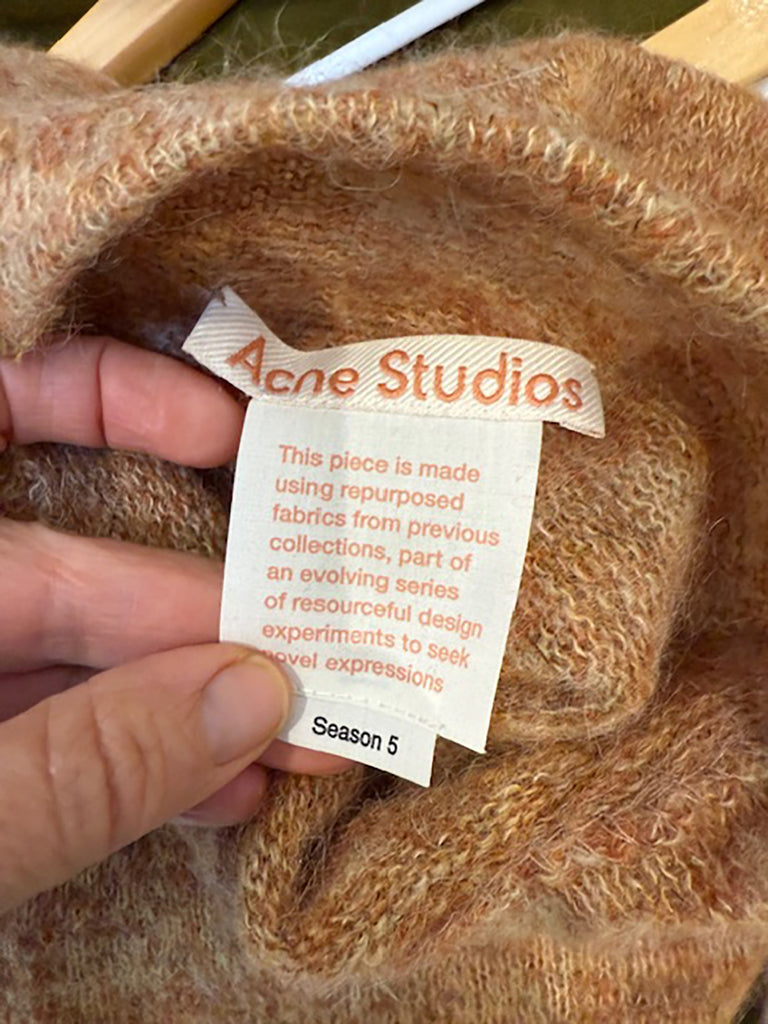 Acne Studios
This piece is made
using repurposed
fabrics from previous
collections, part of
an evolving series
of resourceful design
experiments to seek
novel expressions
Season 5